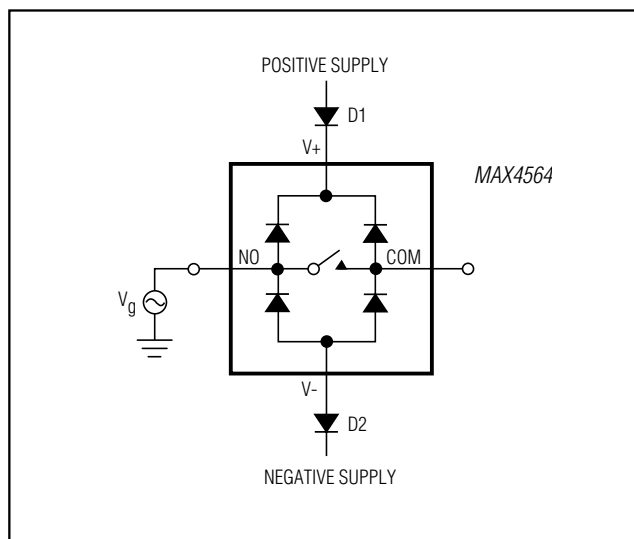 POSITIVE SUPPLY
D1
V+
MAX4564
NO
COM
Vg
V-
D2
NEGATIVE SUPPLY